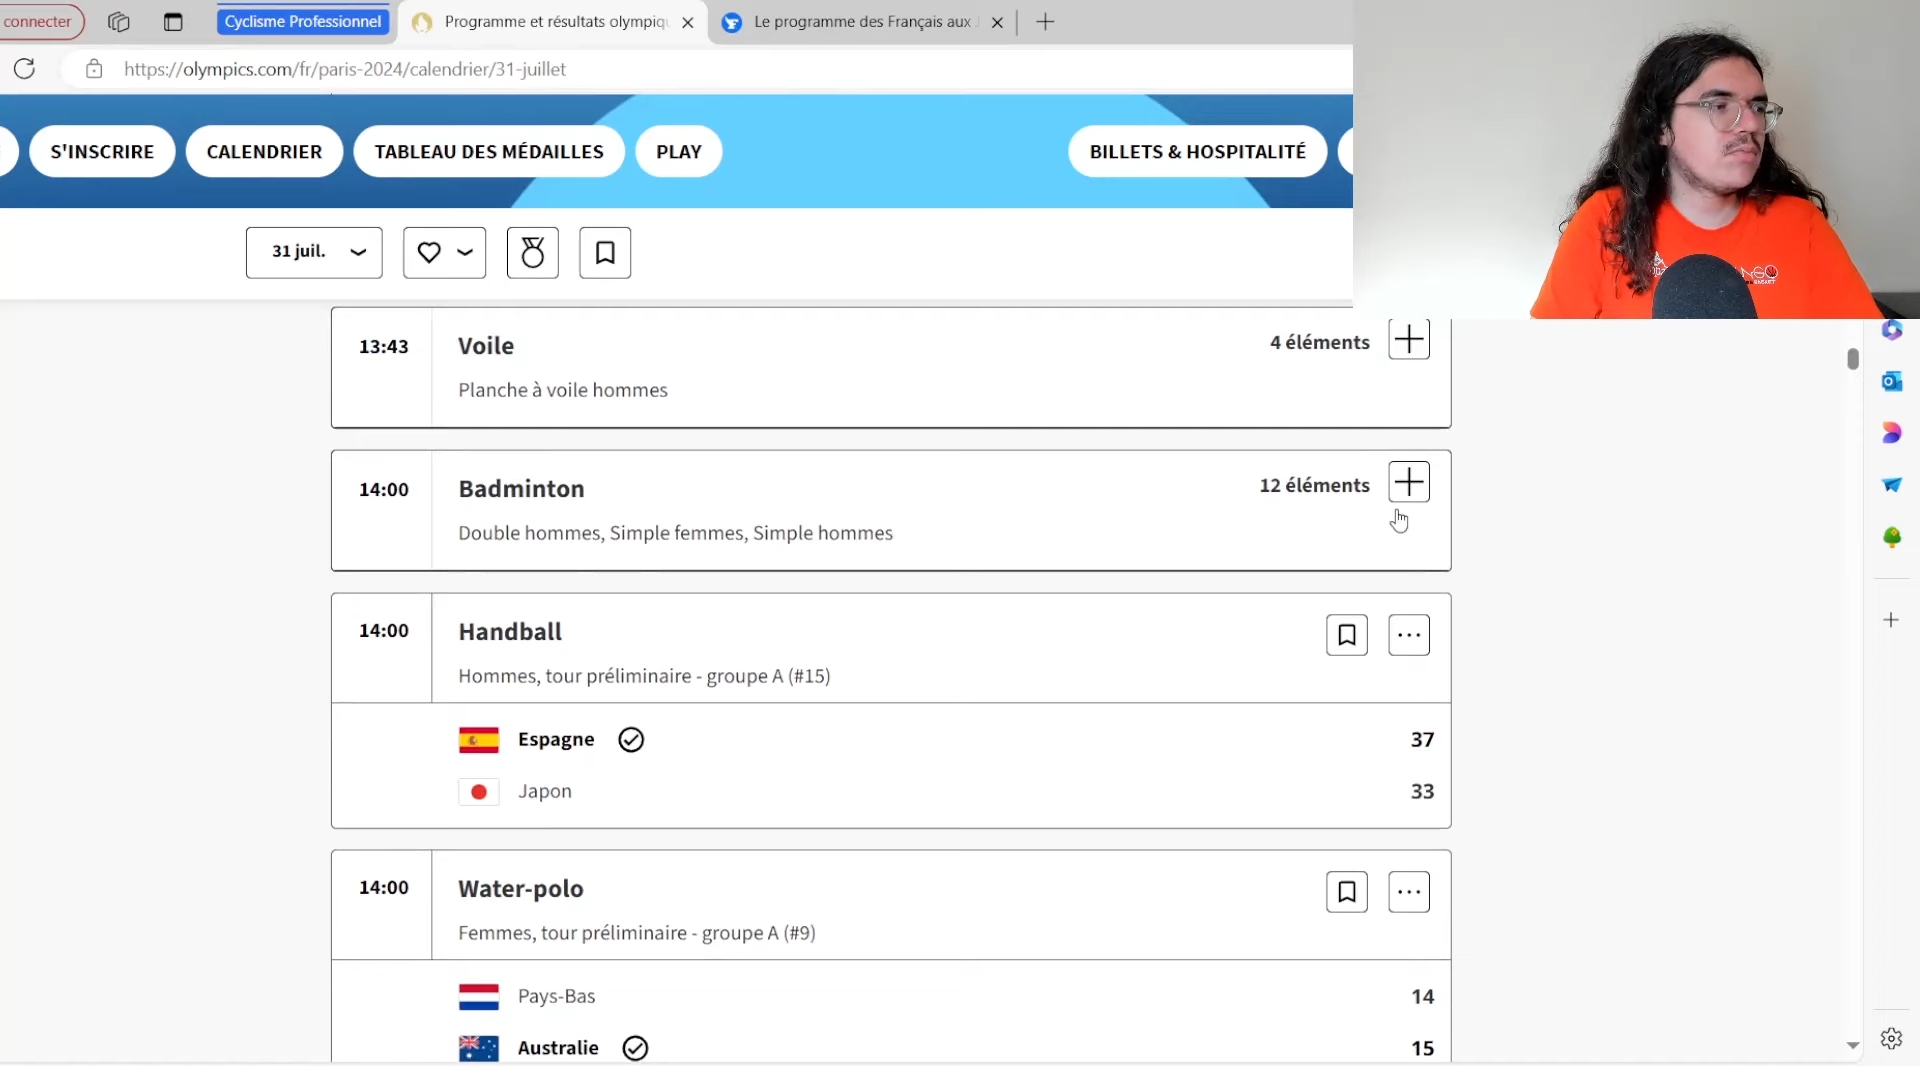 connecter
Cyclisme Professionnel
Programme et résultats olympiqu
Le programme des Français aux J
https://olympics.com/fr/paris-2024/calendrier/31-juillet
S'INSCRIRE
CALENDRIER
TABLEAU DES MÉDAILLES
PLAY
BILLETS & HOSPITALITÉ
31 juil.
13:43
Voile
4 éléments
Planche à voile hommes
14:00
Badminton
12 éléments
Double hommes, Simple femmes, Simple hommes
14:00
Handball
Hommes, tour préliminaire - groupe A (#15)
Espagne
37
Japon
33
14:00
Water-polo
Femmes, tour préliminaire - groupe A (#9)
Pays-Bas
14
Australie
15